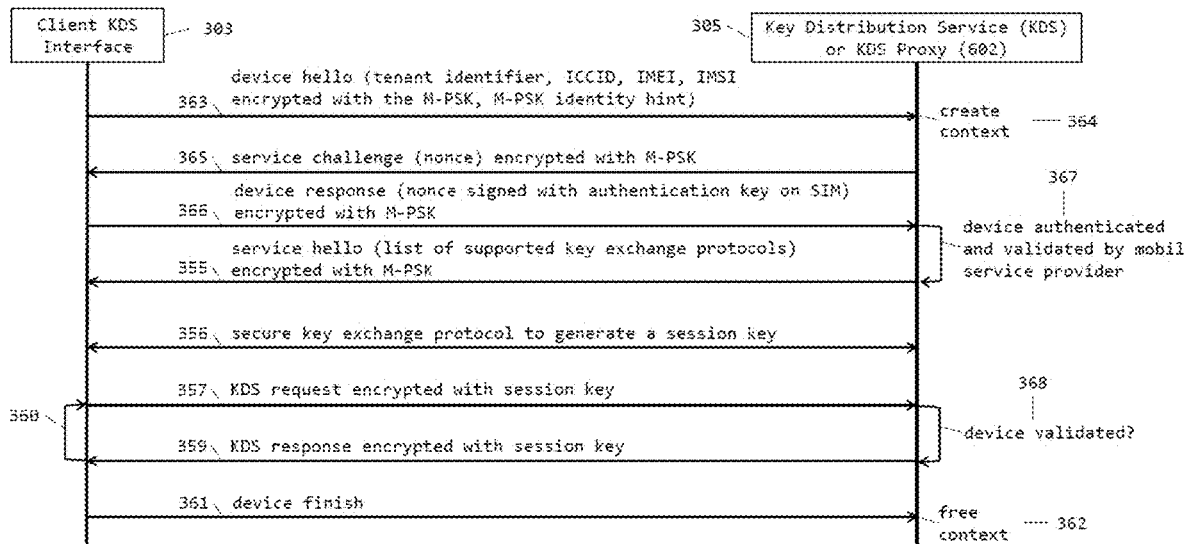 Client KDS
Interface
303
305
Key Distribution Service (KDS)
or KDS Proxy (602)
device hello (tenant identifier, ICCID, IMEI, IMSI
363 encrypted with the M-PSK, M-PSK identity hint)
create
context
364
365 service challenge (nonce) encrypted with M-PSK
device response (nonce signed with authentication key on SIM)
366 encrypted with M-PSK
367
device authenticated
and validated by mobil
service provider
service hello (list of supported key exchange protocols)
355 encrypted with M-PSK
356 secure key exchange protocol to generate a session key
357 KDS request encrypted with session key
368
360
device validated?
359 KDS response encrypted with session key
361 device finish
free
context
362